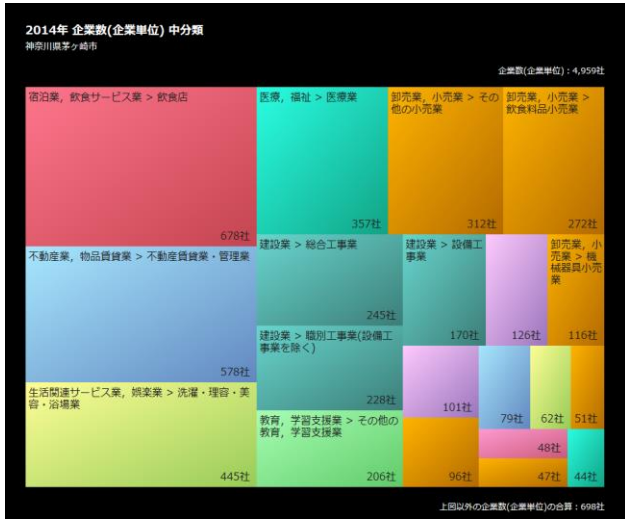 2014年 企業数(企業単位) 中分類
神奈川県茅ヶ崎市
企業数(企業単位) : 4,959社
宿泊業, 飲食サービス業 > 飲食店
678社
医療, 福祉 > 医療業
357社
卸売業, 小売業 > その
他の小売業
312社
卸売業, 小売業 >
飲食料品小売業
272社
不動産業, 物品賃貸業 > 不動産賃貸業・管理業
578社
建設業 > 総合工事業
245社
建設業 > 設備工
事業
170社
126社
卸売業, 小
売業 > 機
械器具小売
業
116社
建設業 > 職別工事業(設備工
事業を除く)
228社
101社
79社
62社
51社
生活関連サービス業, 娯楽業 > 洗濯・理容・美
容・浴場業
445社
教育, 学習支援業 > その他の
教育, 学習支援業
206社
96社
48社
47社
44社
上図以外の企業数(企業単位)の合算 : 698社